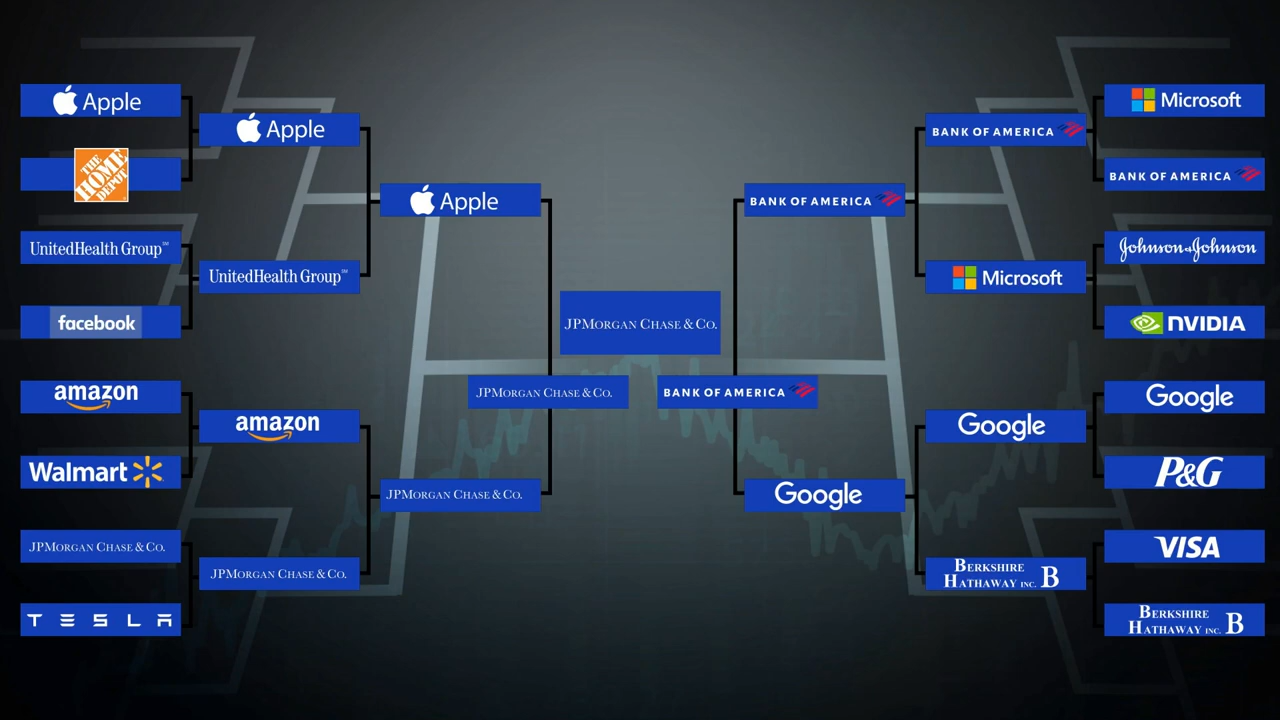 Apple
THE HOME DEPOT
UnitedHealth Group℠
facebook
amazon
Walmart
JPMORGAN CHASE & CO.
TESLA
Apple
UnitedHealth Group℠
amazon
JPMORGAN CHASE & CO.
Apple
JPMORGAN CHASE & CO.
JPMORGAN CHASE & CO.
JPMORGAN CHASE & CO.
BANK OF AMERICA
BANK OF AMERICA
Google
BANK OF AMERICA
Microsoft
Google
BERKSHIRE
HATHAWAY INC. B
Microsoft
BANK OF AMERICA
Johnson & Johnson
NVIDIA
Google
P&G
VISA
BERKSHIRE
HATHAWAY INC. B